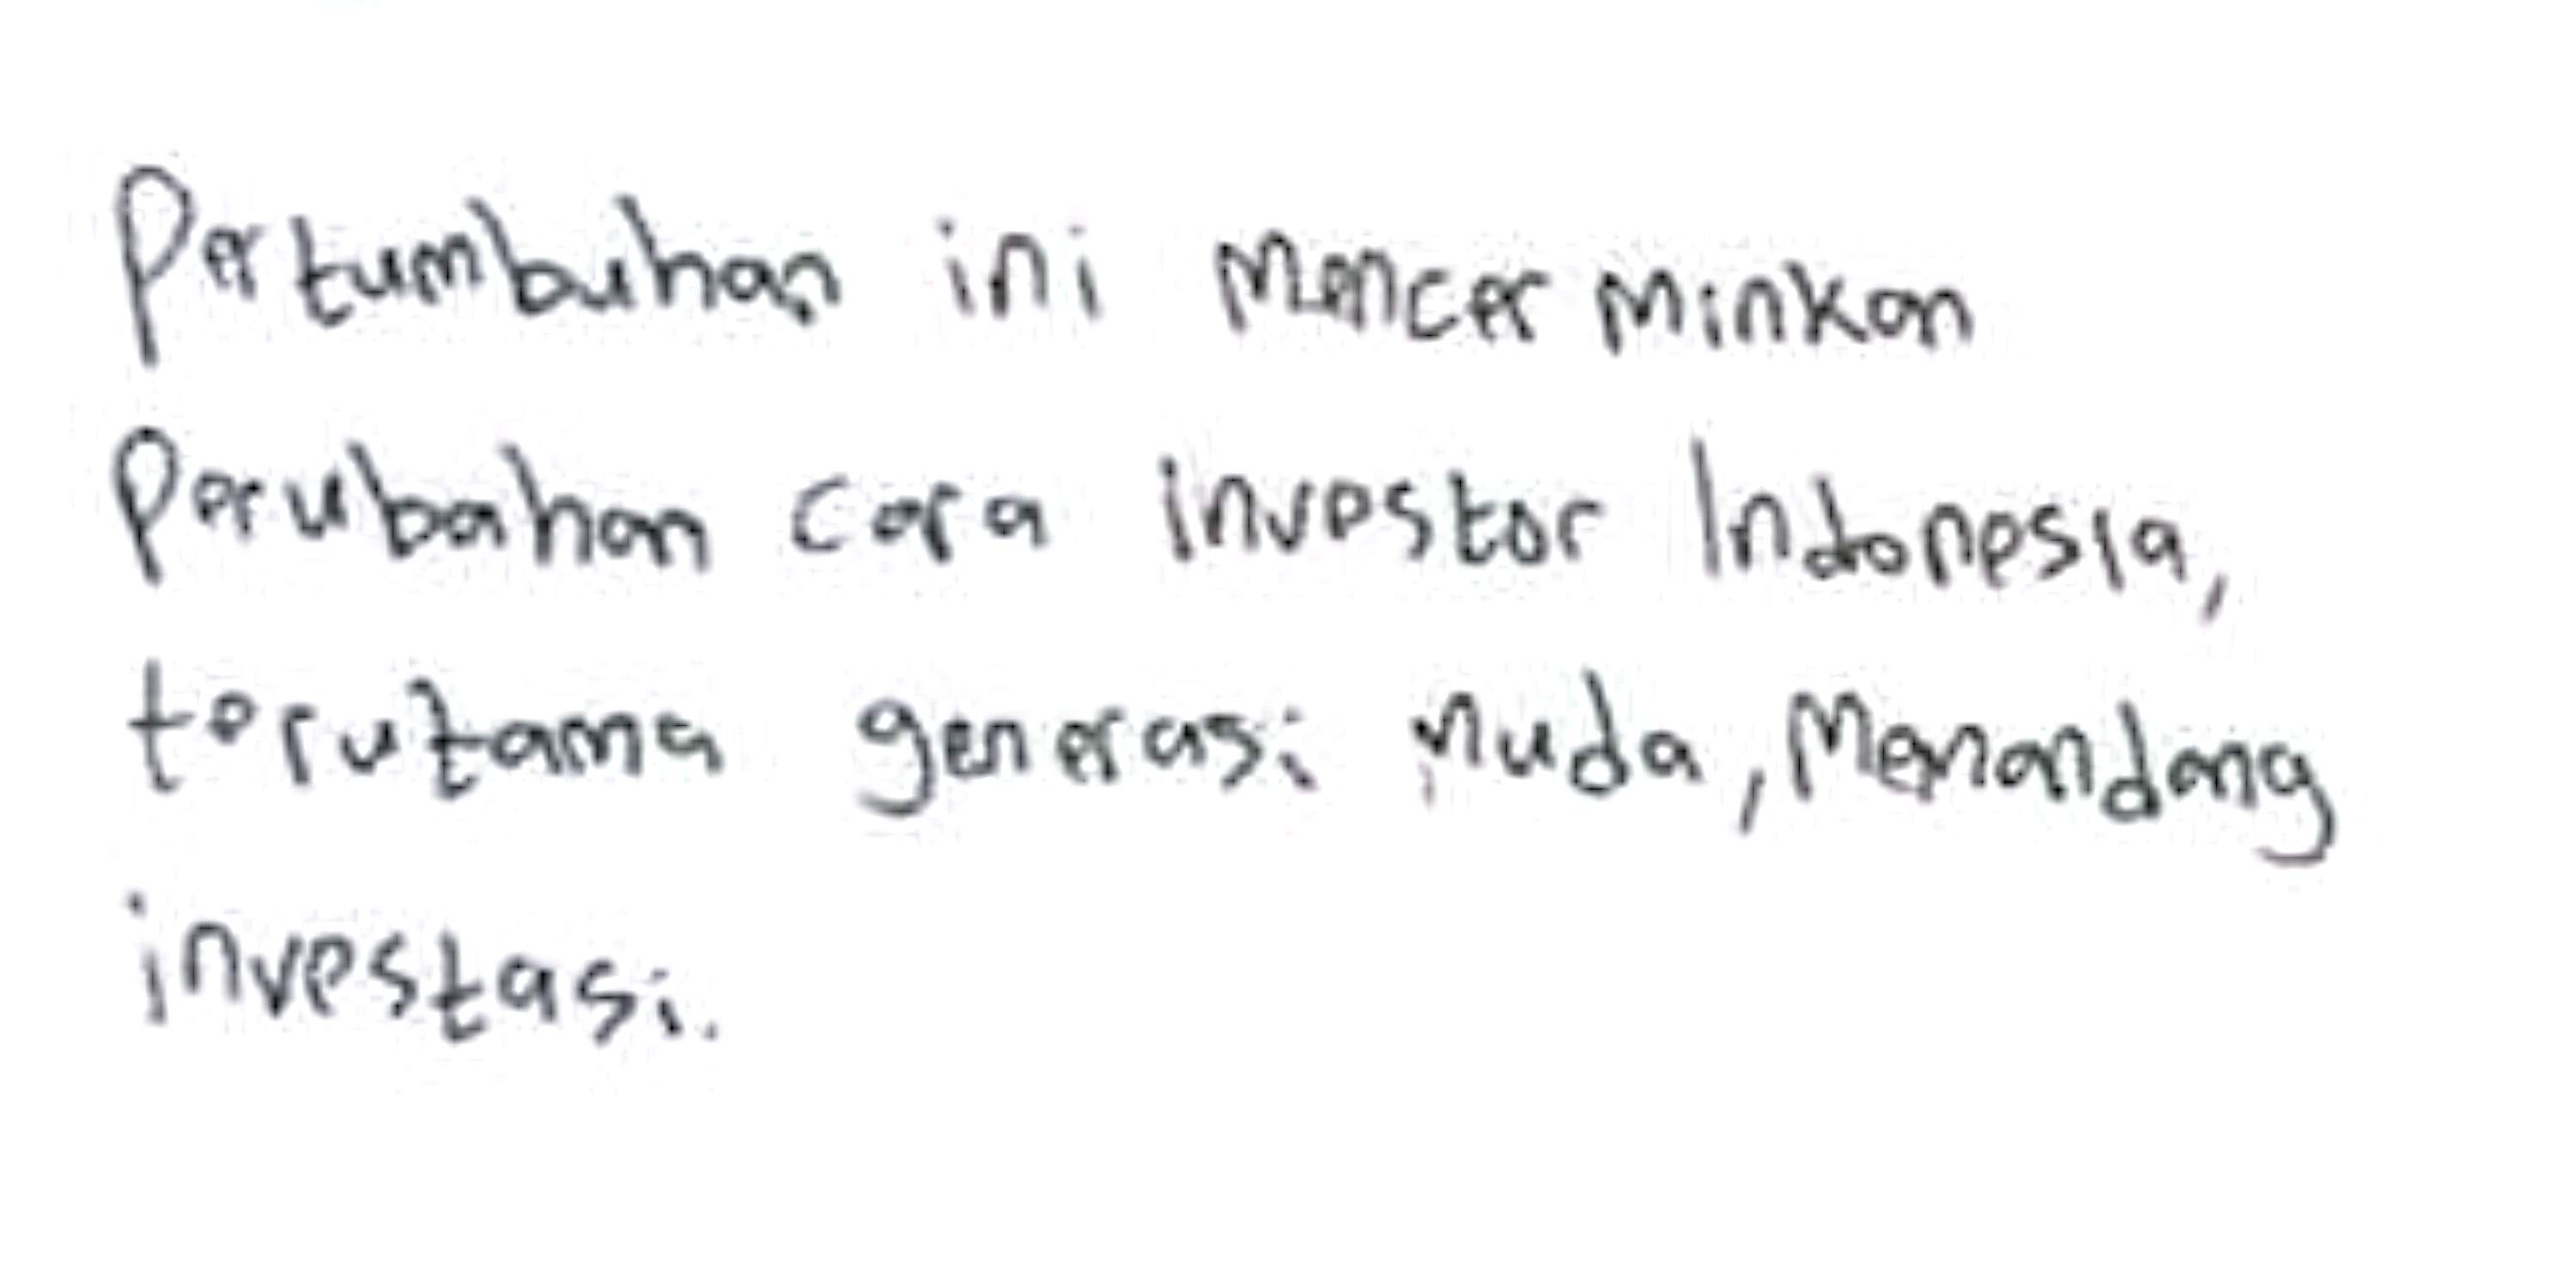 Pertumbuhan ini mencerminkan
Perubahan cara investor Indonesia,
terutama generasi muda, Memandang
investasi.